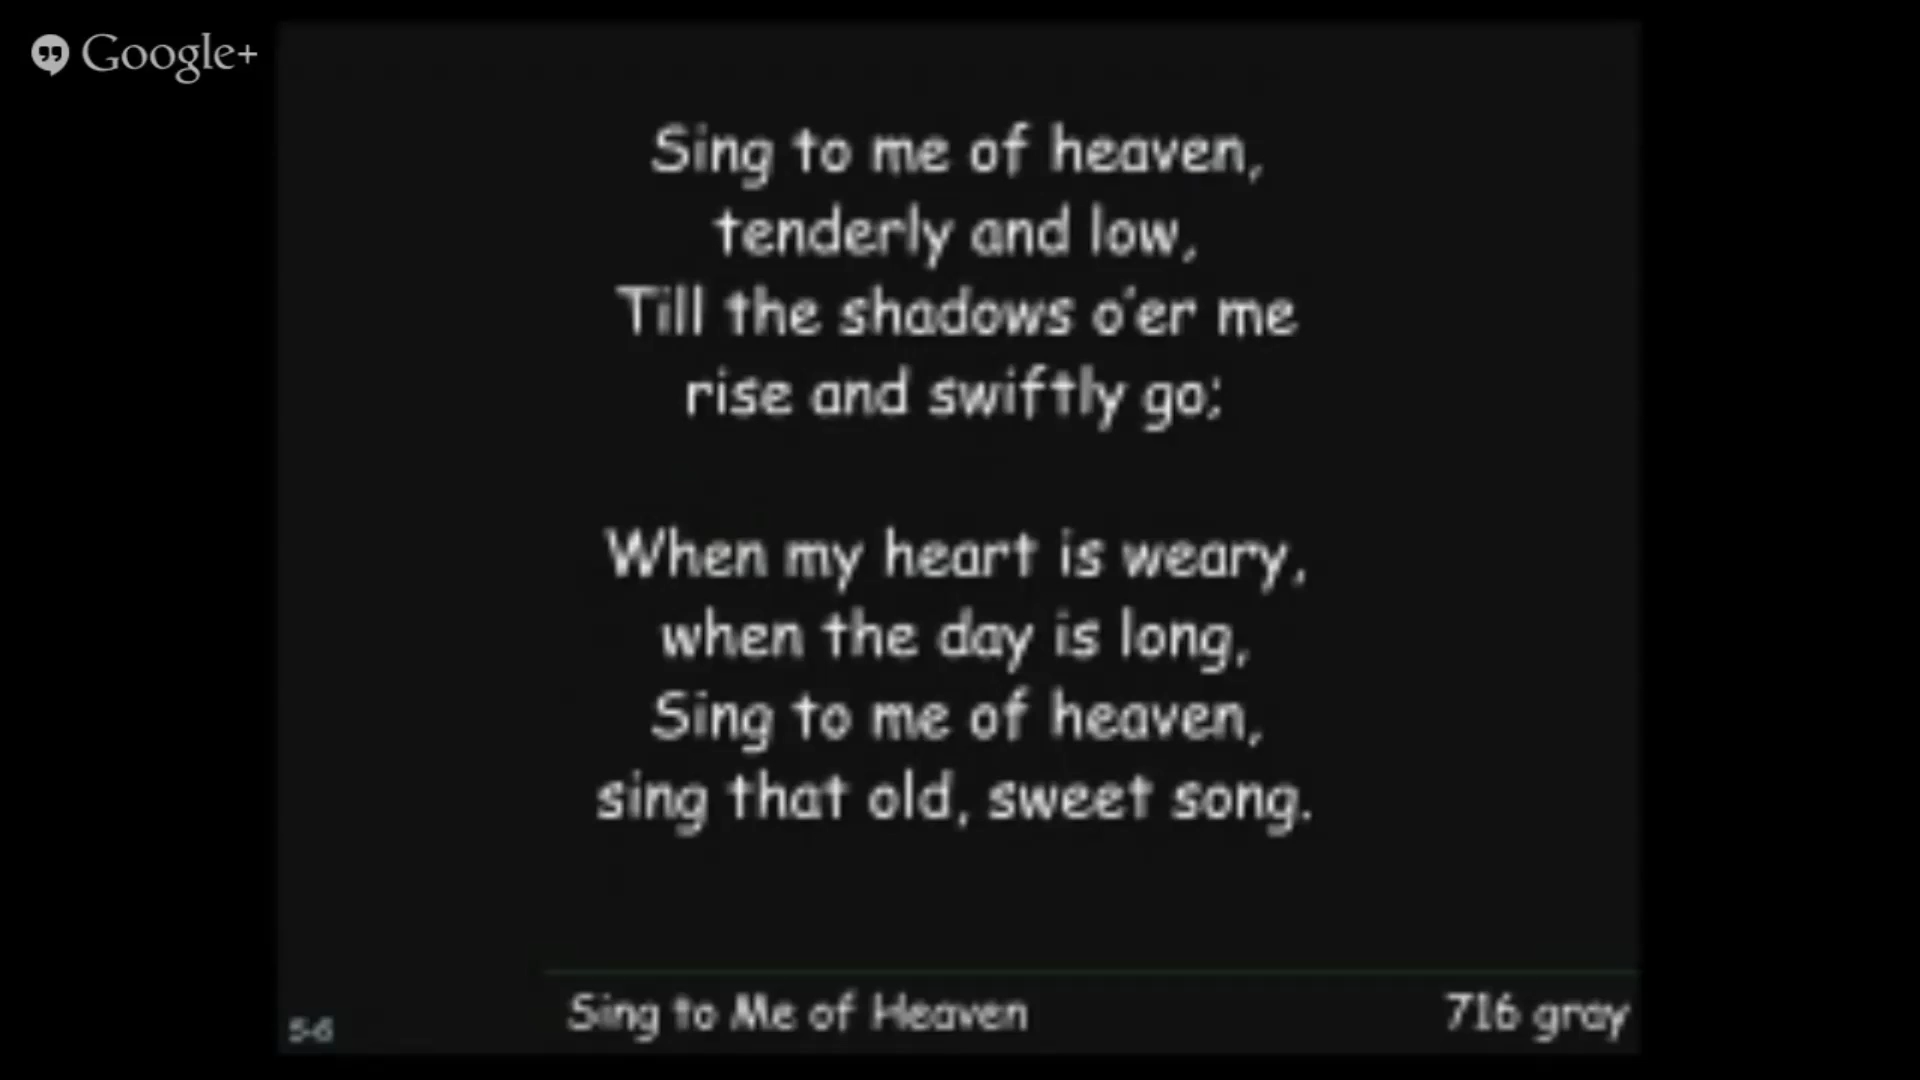 Google+
Sing to me of heaven,
tenderly and low,
Till the shadows o'er me
rise and swiftly go;
When my heart is weary,
when the day is long,
Sing to me of heaven,
sing that old, sweet song.
Sing to Me of Heaven
716 gray
5-6